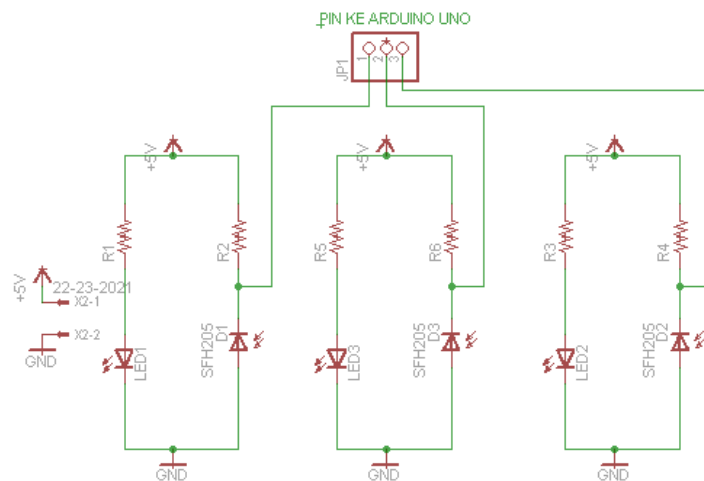 PIN KE ARDUINO UNO
JP1
1
2
3
+5V
+5V
+5V
R1
R2
R5
R6
R3
R4
+5V
22-23-2021
X2-1
X2-2
GND
LED1
SFH205
D1
LED3
SFH205
D3
LED2
SFH205
D2
GND
GND
GND